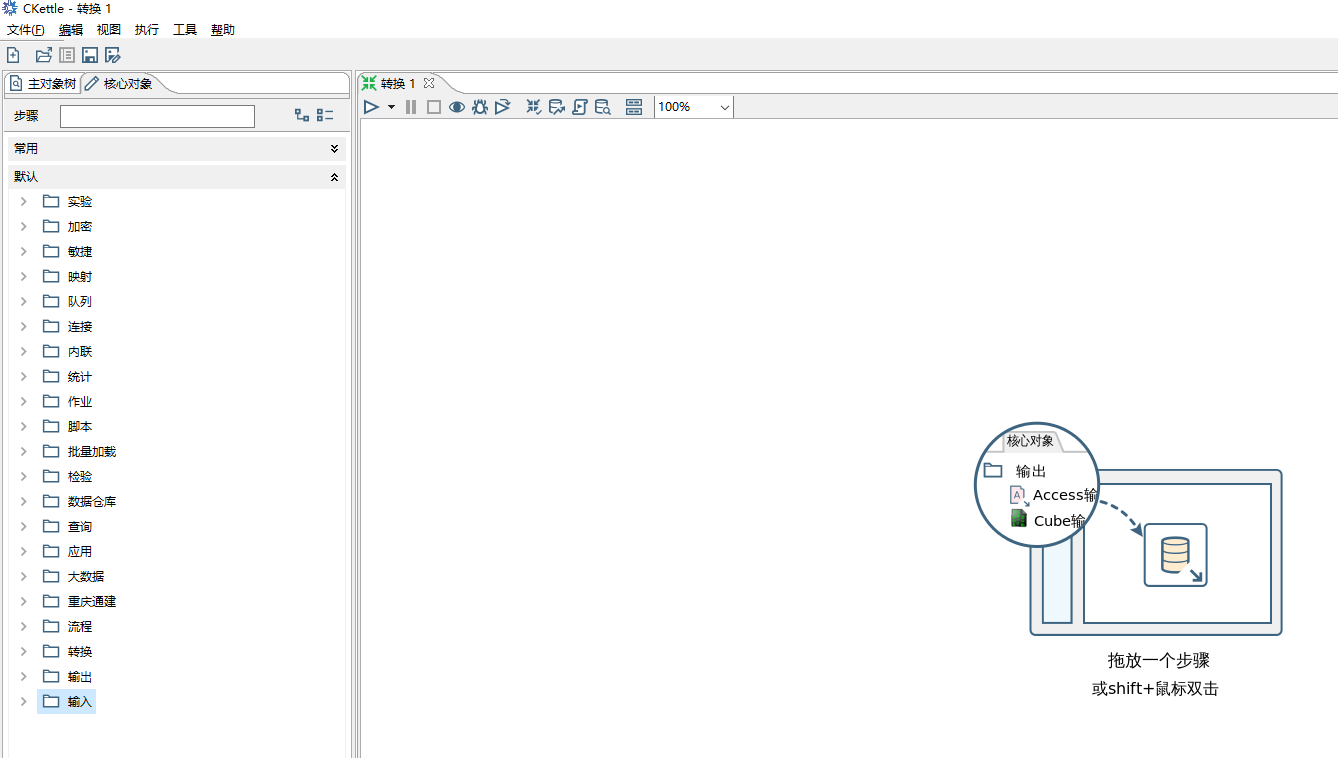 CKettle - 转换 1
文件(F) 编辑 视图 执行 工具 帮助
主对象树 核心对象
步骤
常用
默认
实验
加密
敏捷
映射
队列
连接
内联
统计
作业
脚本
批量加载
检验
数据仓库
查询
应用
大数据
重庆通建
流程
转换
输出
输入
转换 1
100%
核心对象
输出
Access输
Cube输
拖放一个步骤
或shift+鼠标双击